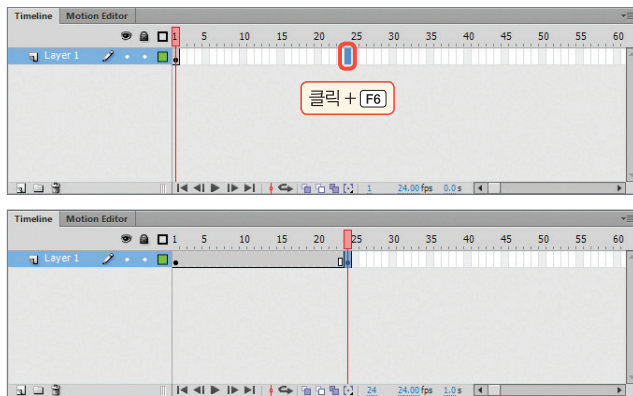 Timeline Motion Editor
1 5 10 15 20 25 30 35 40 45 50 55 60
Layer 1
클릭 + F6
1 24.00 fps 0.0 s
Timeline Motion Editor
1 5 10 15 20 25 30 35 40 45 50 55 60
Layer 1
24 24.00 fps 1.0 s